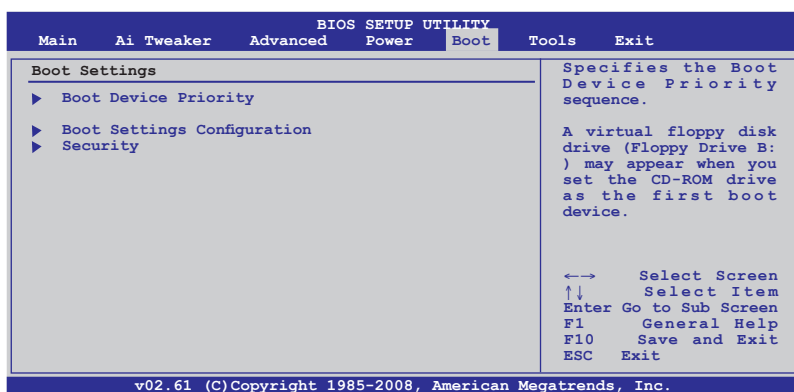 BIOS SETUP UTILITY
Main Ai Tweaker Advanced Power Boot Tools Exit
Boot Settings
Boot Device Priority
Boot Settings Configuration
Security
Specifies the Boot
Device Priority
sequence.
A virtual floppy disk
drive (Floppy Drive B:
) may appear when you
set the CD-ROM drive
as the first boot
device.
←→ Select Screen
↑↓ Select Item
Enter Go to Sub Screen
F1 General Help
F10 Save and Exit
ESC Exit
v02.61 (C)Copyright 1985-2008, American Megatrends, Inc.